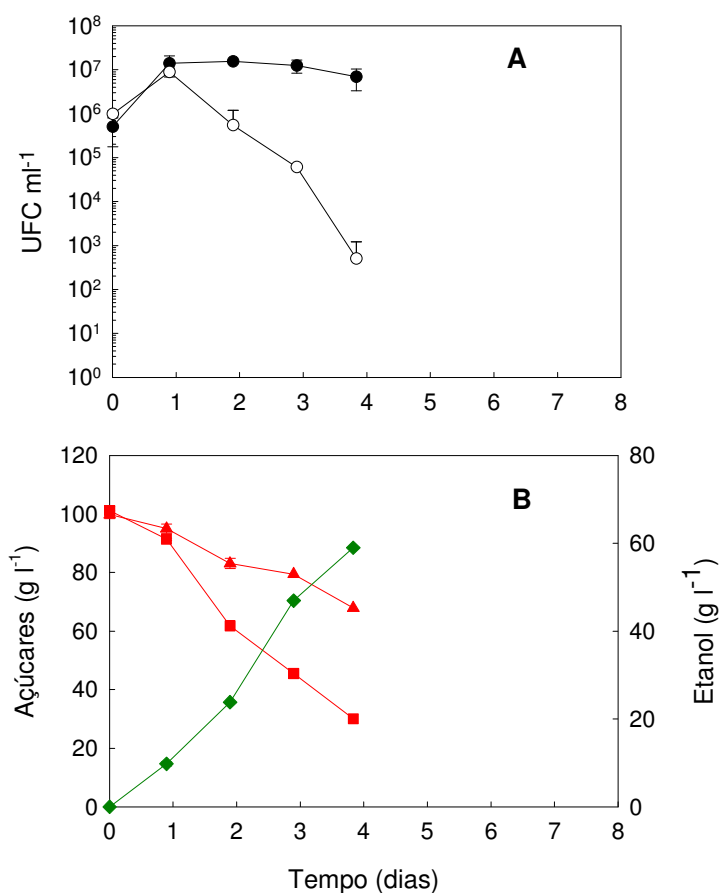 10⁸
A
10⁷
10⁶
10⁵
10⁴
10³
10²
10¹
10⁰
UFC ml⁻¹
0 1 2 3 4 5 6 7 8
120 80
B
100
80 60
60 40
40
20 20
0 0
Açúcares (g l⁻¹)
Etanol (g l⁻¹)
0 1 2 3 4 5 6 7 8
Tempo (dias)